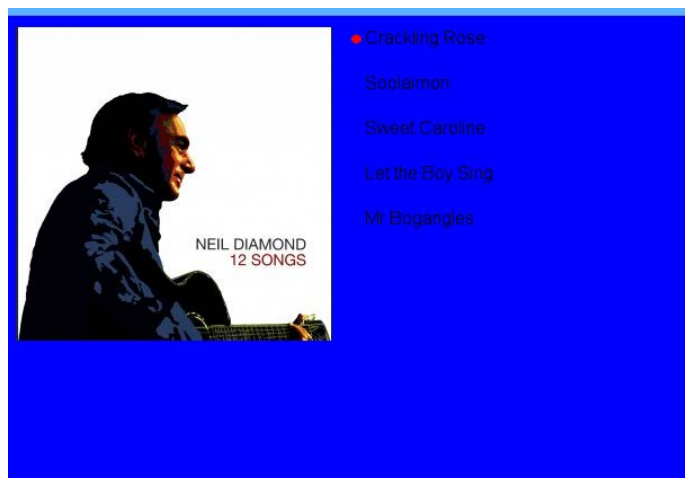 NEIL DIAMOND
12 SONGS
Crackling Rose
Soolaimon
Sweet Caroline
Let the Boy Sing
Mr Bogangles